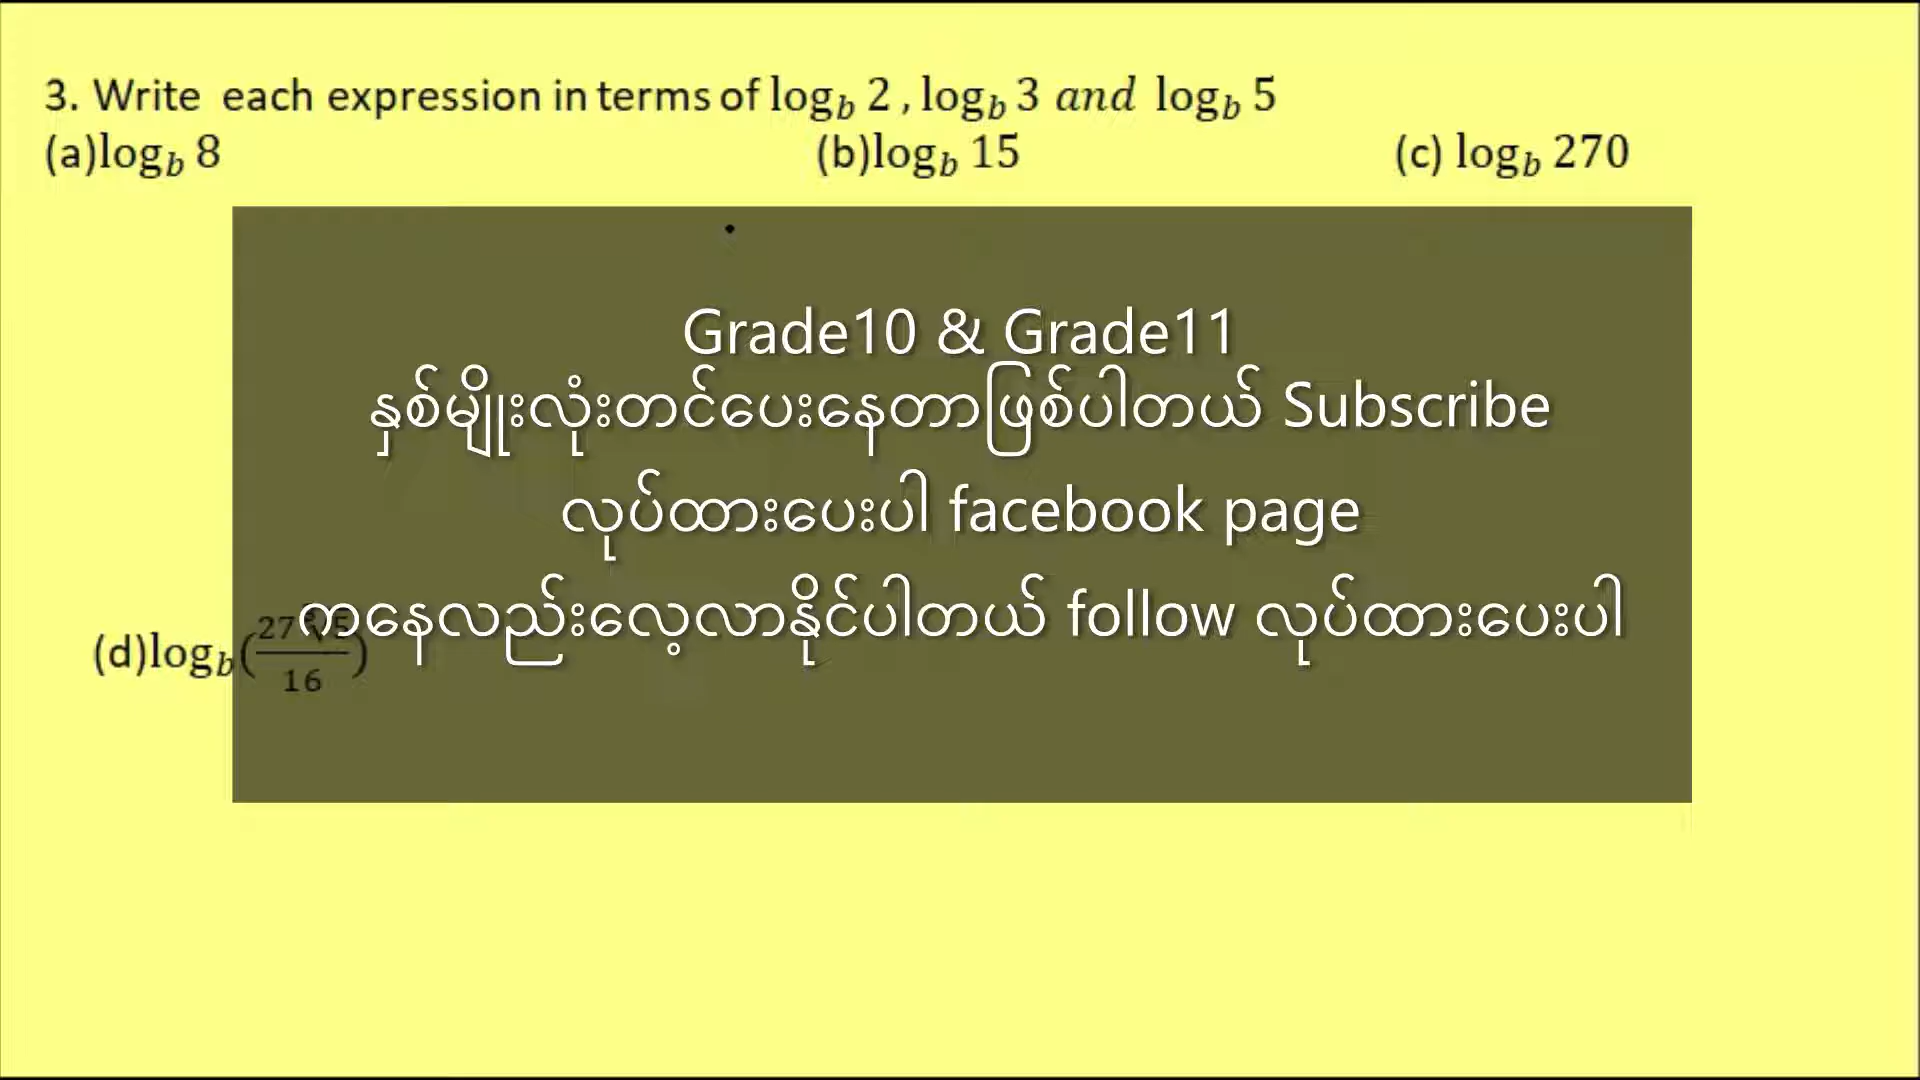 3. Write each expression in terms of log_b 2 , log_b 3 and log_b 5
(a)log_b 8 (b)log_b 15 (c) log_b 270
Grade10 & Grade11
နှစ်မျိုးလုံးတင်ပေးနေတာဖြစ်ပါတယ် Subscribe
လုပ်ထားပေးပါ facebook page
ကနေလည်းလေ့လာနိုင်ပါတယ် follow လုပ်ထားပေးပါ
(d)log_b(27∛5/16)